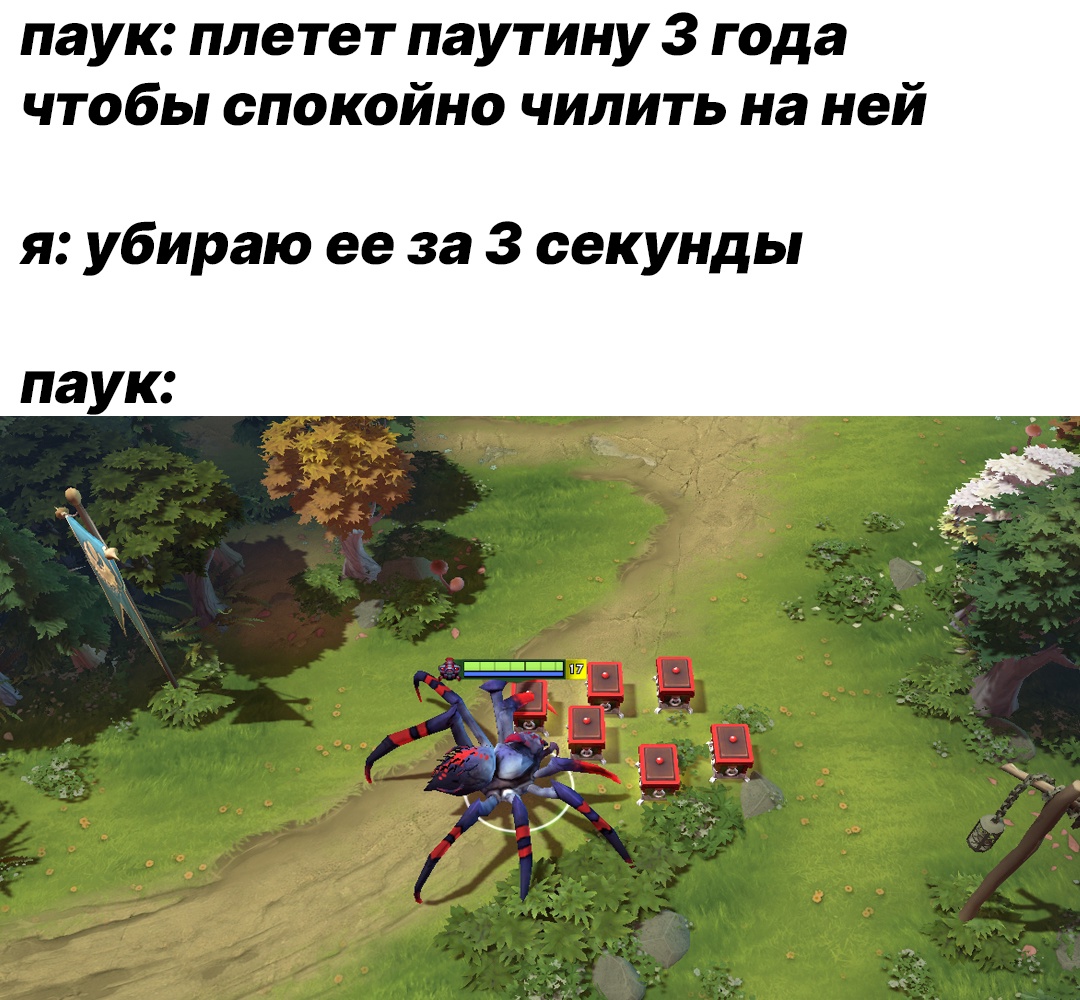 паук: плетет паутину 3 года
чтобы спокойно чилить на ней
я: убираю ее за 3 секунды
паук:
17